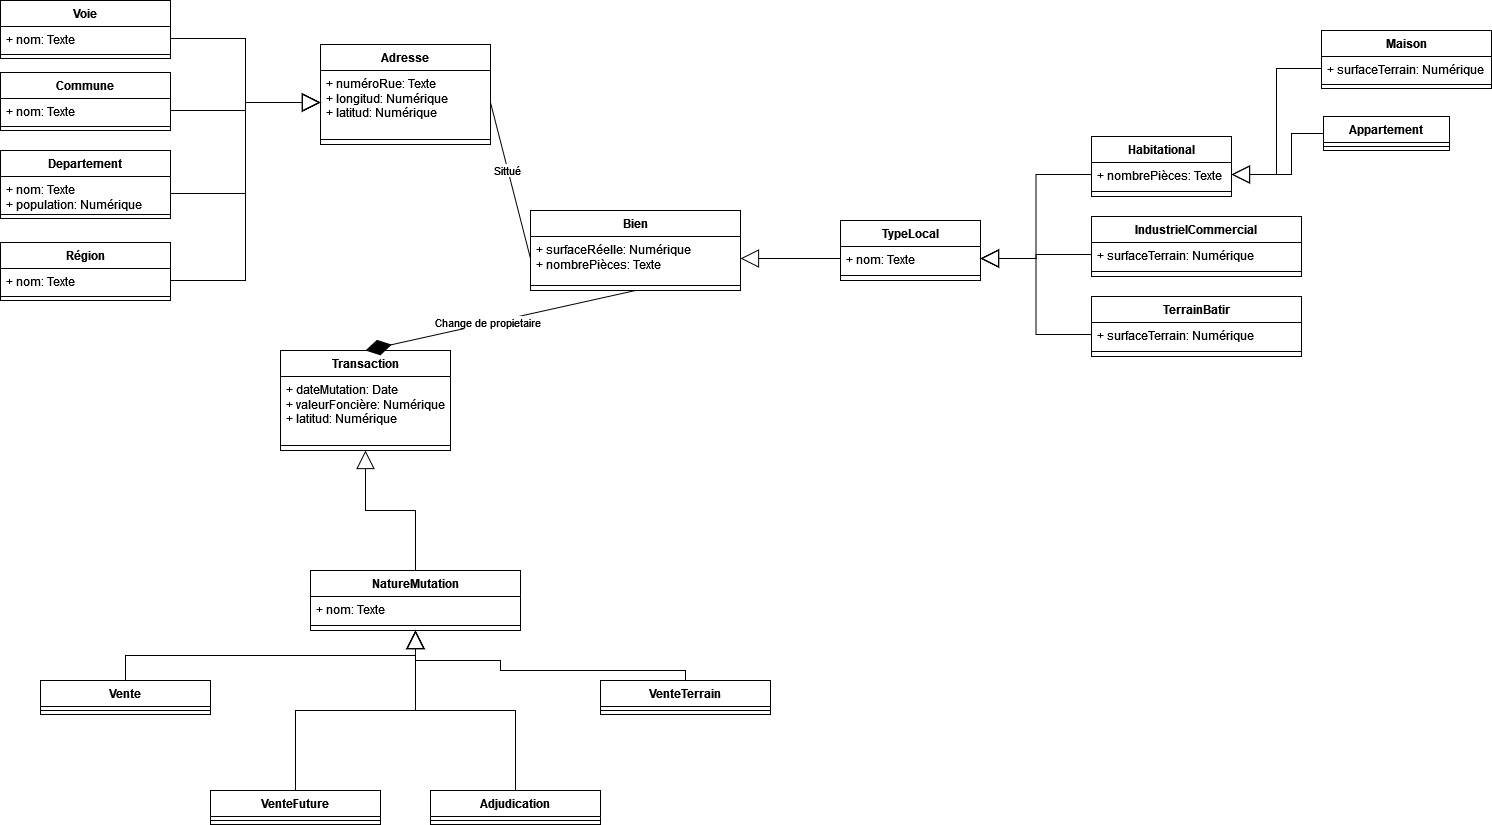 Voie
+ nom: Texte
Commune
+ nom: Texte
Departement
+ nom: Texte
+ population: Numérique
Région
+ nom: Texte
Adresse
+ numéroRue: Texte
+ longitud: Numérique
+ latitud: Numérique
Sittué
Bien
+ surfaceRéelle: Numérique
+ nombrePièces: Texte
TypeLocal
+ nom: Texte
Habitational
+ nombrePièces: Texte
Maison
+ surfaceTerrain: Numérique
Appartement
IndustrielCommercial
+ surfaceTerrain: Numérique
TerrainBatir
+ surfaceTerrain: Numérique
Change de propietaire
Transaction
+ dateMutation: Date
+ valeurFoncière: Numérique
+ latitud: Numérique
NatureMutation
+ nom: Texte
Vente
VenteTerrain
VenteFuture
Adjudication